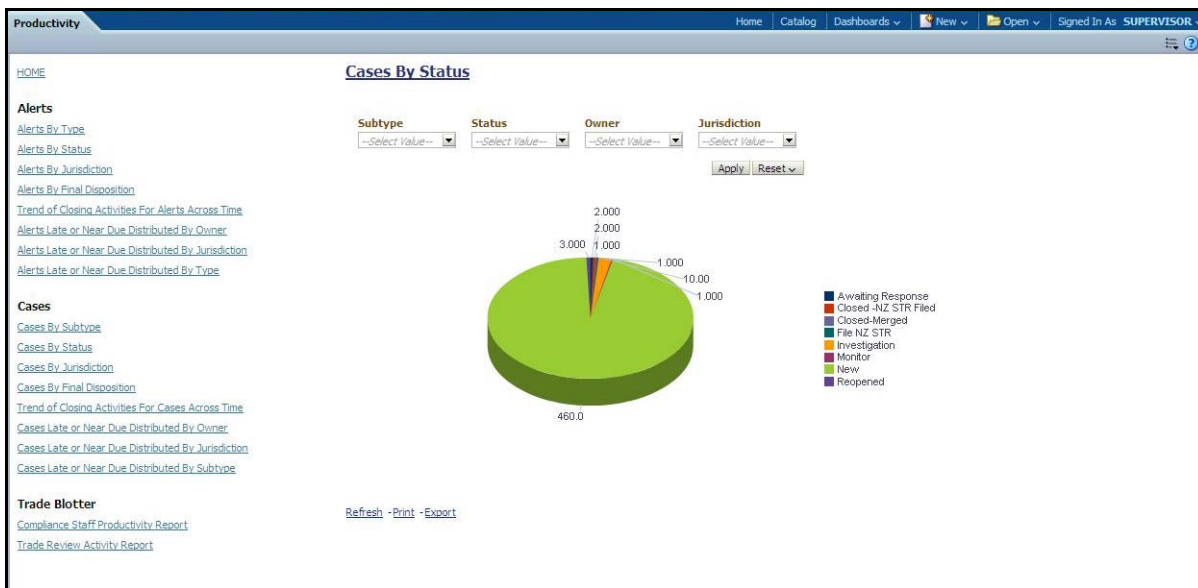 Productivity
Home Catalog Dashboards New Open Signed In As SUPERVISOR
HOME
Alerts
Alerts By Type
Alerts By Status
Alerts By Jurisdiction
Alerts By Final Disposition
Trend of Closing Activities For Alerts Across Time
Alerts Late or Near Due Distributed By Owner
Alerts Late or Near Due Distributed By Jurisdiction
Alerts Late or Near Due Distributed By Type
Cases
Cases By Subtype
Cases By Status
Cases By Jurisdiction
Cases By Final Disposition
Trend of Closing Activities For Cases Across Time
Cases Late or Near Due Distributed By Owner
Cases Late or Near Due Distributed By Jurisdiction
Cases Late or Near Due Distributed By Subtype
Trade Blotter
Compliance Staff Productivity Report
Trade Review Activity Report
Cases By Status
Subtype Status Owner Jurisdiction
--Select Value-- --Select Value-- --Select Value-- --Select Value--
Apply Reset
2.000
2.000
3.000 1.000
1.000
10.00
1.000
460.0
Awaiting Response
Closed -NZ STR Filed
Closed-Merged
File NZ STR
Investigation
Monitor
New
Reopened
Refresh -Print -Export